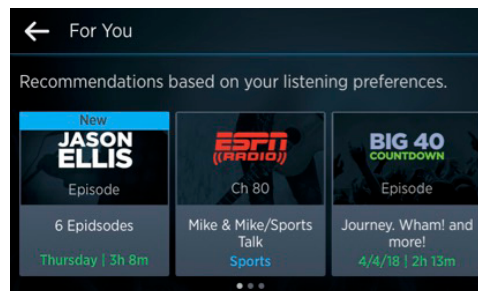 For You
Recommendations based on your listening preferences.
New
JASON
ELLIS
Episode
6 Epidsodes
Thursday | 3h 8m
ESPN
((RADIO))
Ch 80
Mike & Mike/Sports
Talk
Sports
BIG 40
COUNTDOWN
Episode
Journey. Wham! and
more!
4/4/18 | 2h 13m